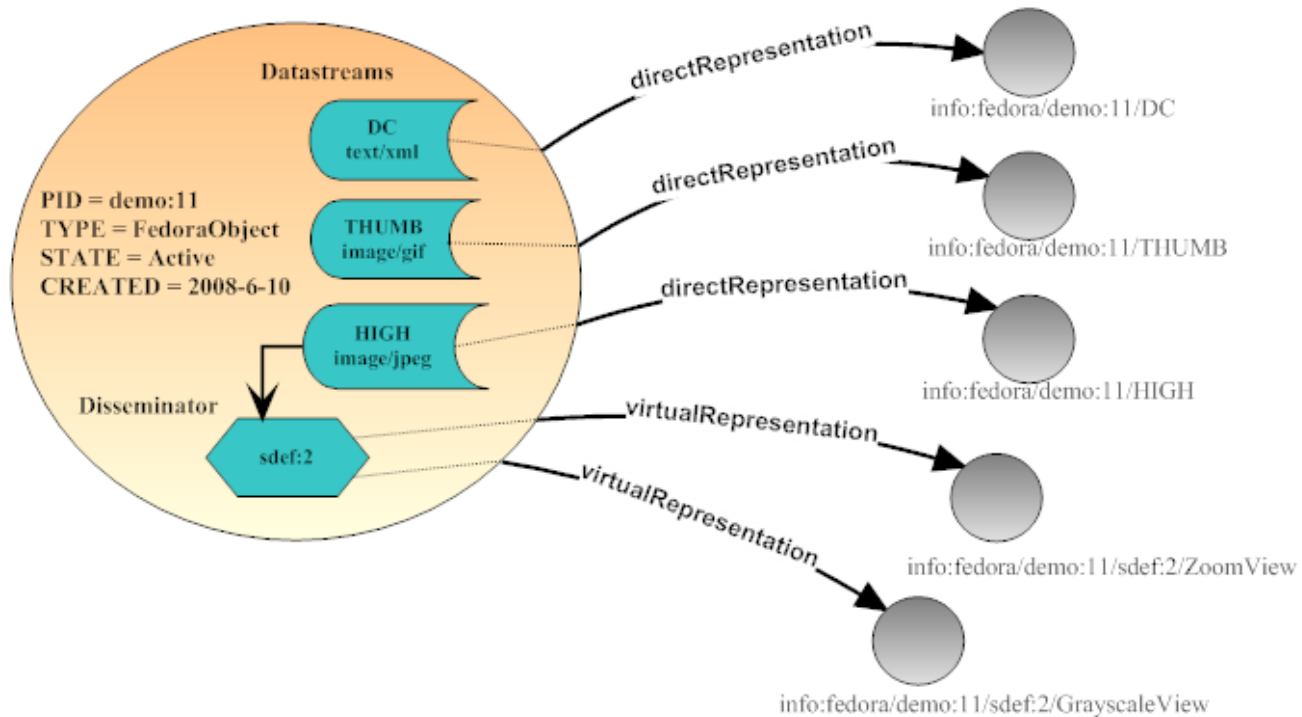 Datastreams
DC
text/xml
PID = demo:11
TYPE = FedoraObject
STATE = Active
CREATED = 2008-6-10
THUMB
image/gif
HIGH
image/jpeg
Disseminator
sdef:2
directRepresentation
info:fedora/demo:11/DC
directRepresentation
info:fedora/demo:11/THUMB
directRepresentation
info:fedora/demo:11/HIGH
virtualRepresentation
info:fedora/demo:11/sdef:2/ZoomView
virtualRepresentation
info:fedora/demo:11/sdef:2/GrayscaleView